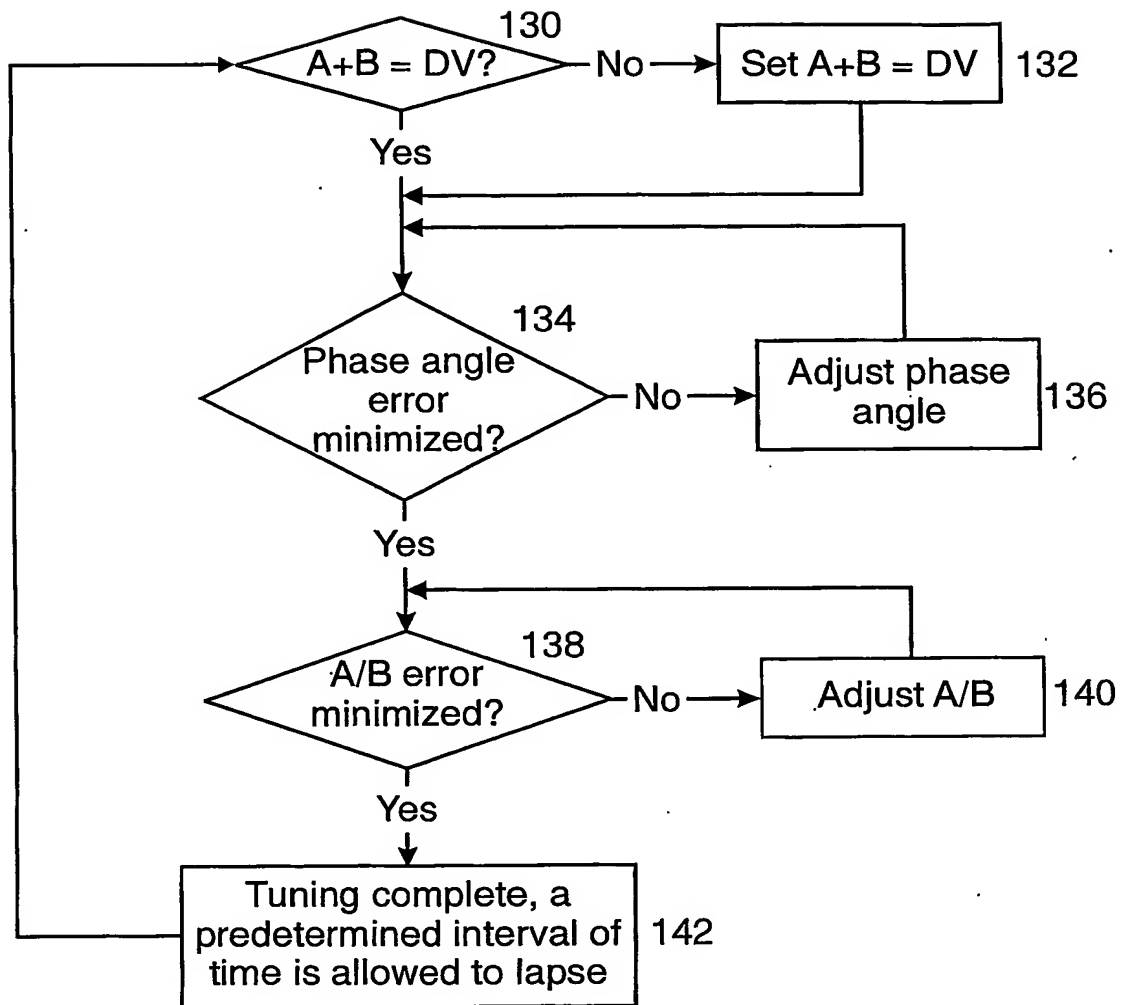 130
A+B = DV?
No
Set A+B = DV
132
Yes
134
Phase angle
error
minimized?
No
Adjust phase
angle
136
Yes
138
A/B error
minimized?
No
Adjust A/B
140
Yes
Tuning complete, a
predetermined interval of
time is allowed to lapse
142